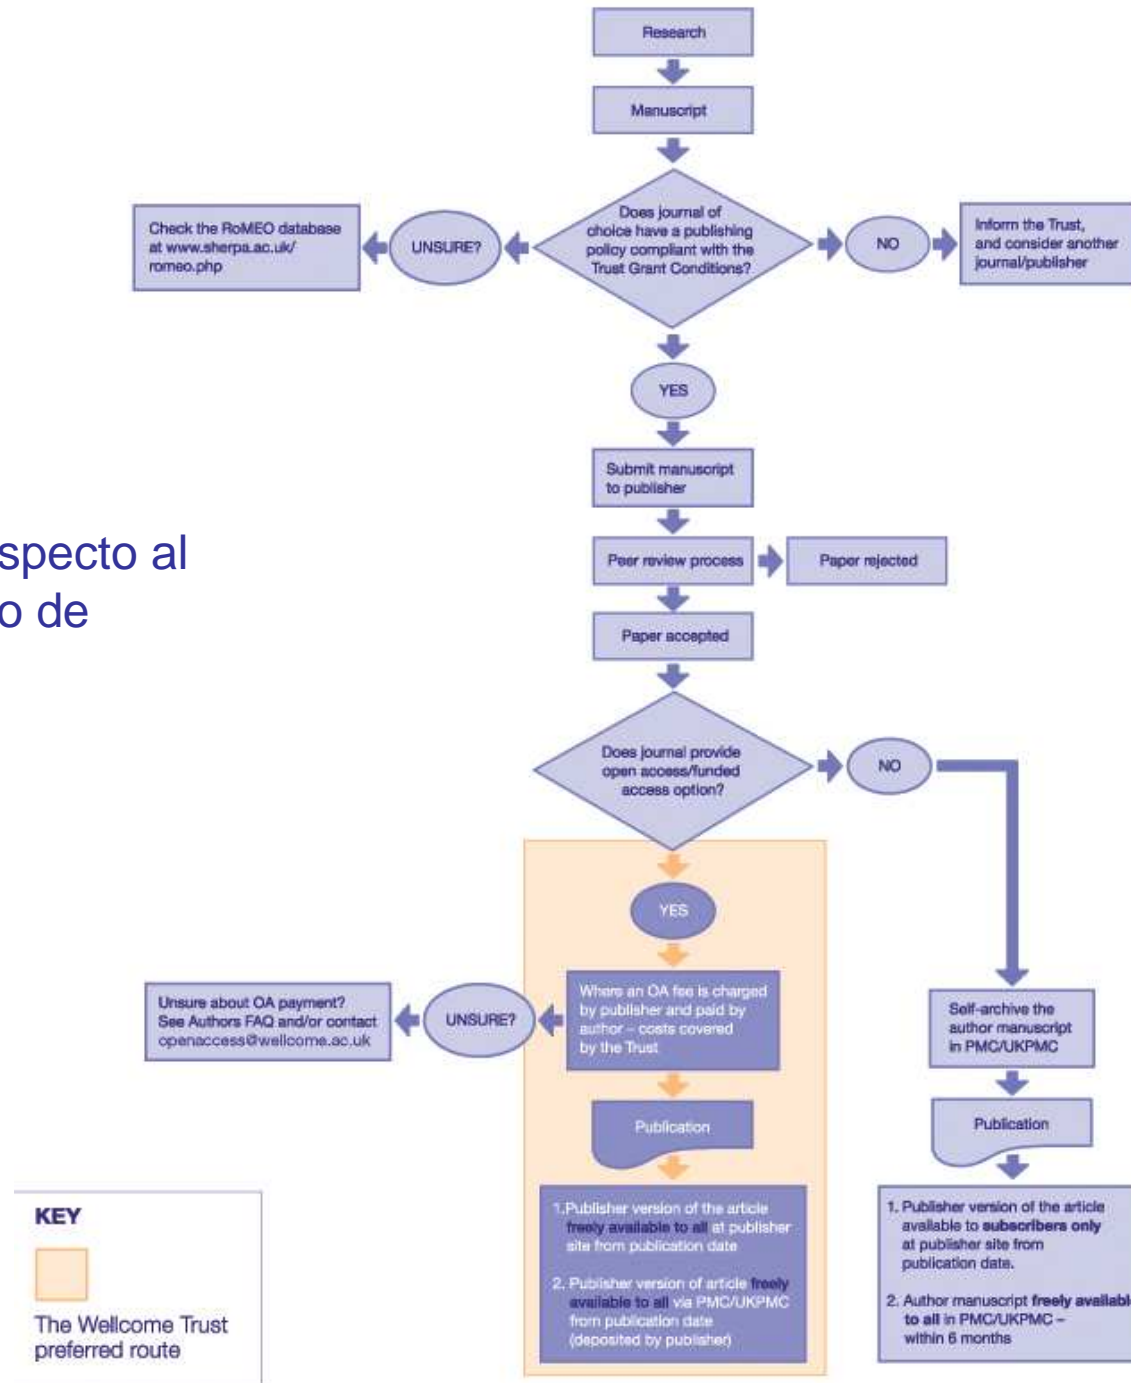 Research
Manuscript
Does journal of
choice have a publishing
policy compliant with the
Trust Grant Conditions?
UNSURE?
Check the RoMEO database
at www.sherpa.ac.uk/
romeo.php
NO
Inform the Trust,
and consider another
journal/publisher
YES
Submit manuscript
to publisher
Peer review process
Paper rejected
Paper accepted
specto al
o de
Does journal provide
open access/funded
access option?
NO
YES
Where an OA fee is charged
by publisher and paid by
author – costs covered
by the Trust
UNSURE?
Unsure about OA payment?
See Authors FAQ and/or contact
openaccess@wellcome.ac.uk
Self-archive the
author manuscript
in PMC/UKPMC
Publication
Publication
1.Publisher version of the article
freely available to all at publisher
site from publication date
2. Publisher version of article freely
available to all via PMC/UKPMC
from publication date
(deposited by publisher)
1. Publisher version of the article
available to subscribers only
at publisher site from
publication date.
2. Author manuscript freely available
to all in PMC/UKPMC –
within 6 months
KEY
The Wellcome Trust
preferred route